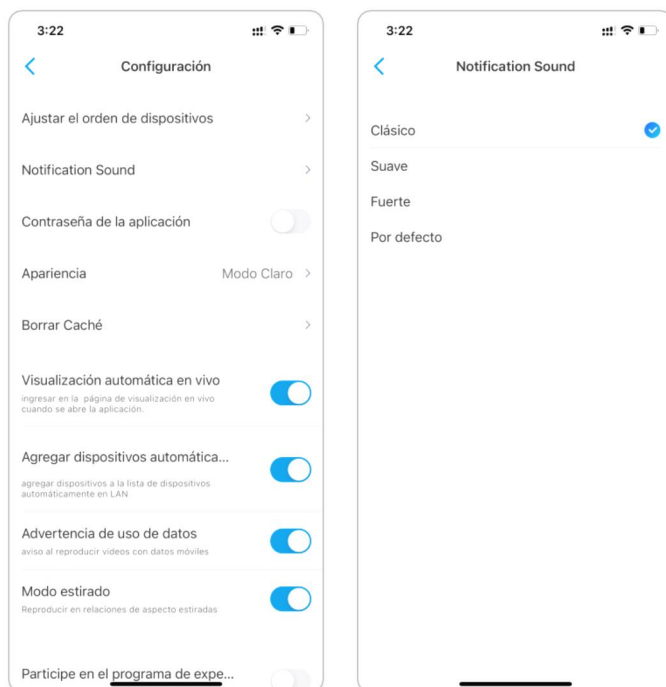 3:22
Configuración
Ajustar el orden de dispositivos
Notification Sound
Contraseña de la aplicación
Apariencia Modo Claro
Borrar Caché
Visualización automática en vivo
ingresar en la página de visualización en vivo
cuando se abre la aplicación.
Agregar dispositivos automática...
agregar dispositivos a la lista de dispositivos
automáticamente en LAN
Advertencia de uso de datos
aviso al reproducir videos con datos móviles
Modo estirado
Reproducir en relaciones de aspecto estiradas
Participe en el programa de expe...
3:22
Notification Sound
Clásico
Suave
Fuerte
Por defecto